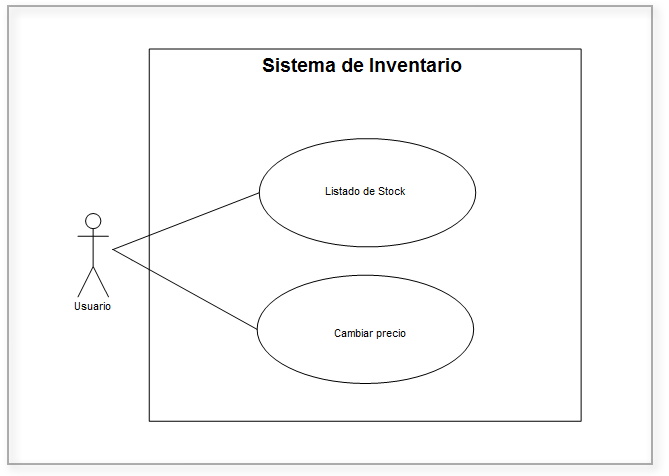 Sistema de Inventario
Listado de Stock
Usuario
Cambiar precio